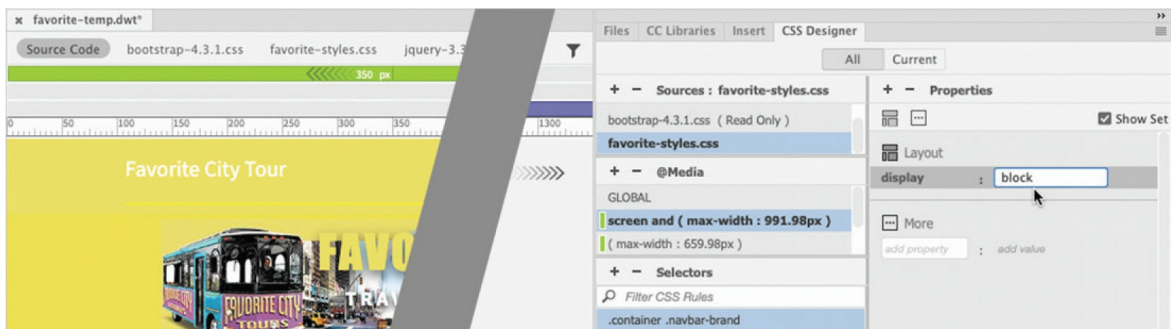 × favorite-temp.dwt*
Source Code bootstrap-4.3.1.css favorite-styles.css jquery-3.3
350 px
0 50 100 150 200 250 300 350 1300
Favorite City Tour
FAVO
TRAV
FAVORITE CITY
TOURS
Files CC Libraries Insert CSS Designer
All Current
+ − Sources : favorite-styles.css
bootstrap-4.3.1.css ( Read Only )
favorite-styles.css
+ − @Media
GLOBAL
screen and ( max-width : 991.98px )
( max-width : 659.98px )
+ − Selectors
Filter CSS Rules
.container .navbar-brand
+ − Properties
Show Set
Layout
display : block
More
add property : add value